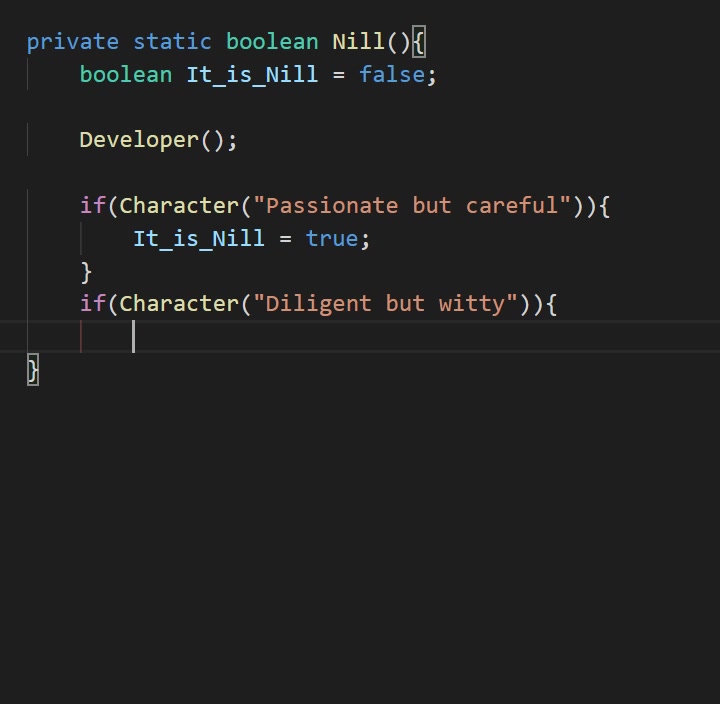 private static boolean Nill(){
boolean It_is_Nill = false;
Developer();
if(Character("Passionate but careful")){
It_is_Nill = true;
}
if(Character("Diligent but witty")){
}